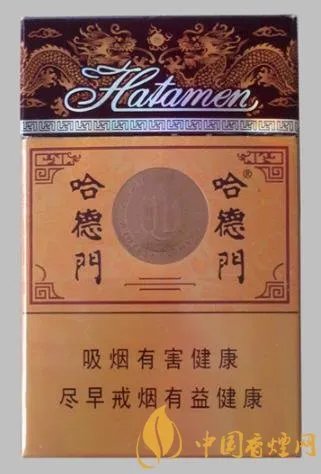 Hatamen
哈德門
哈德門®
吸烟有害健康
尽早戒烟有益健康
中国香烟网